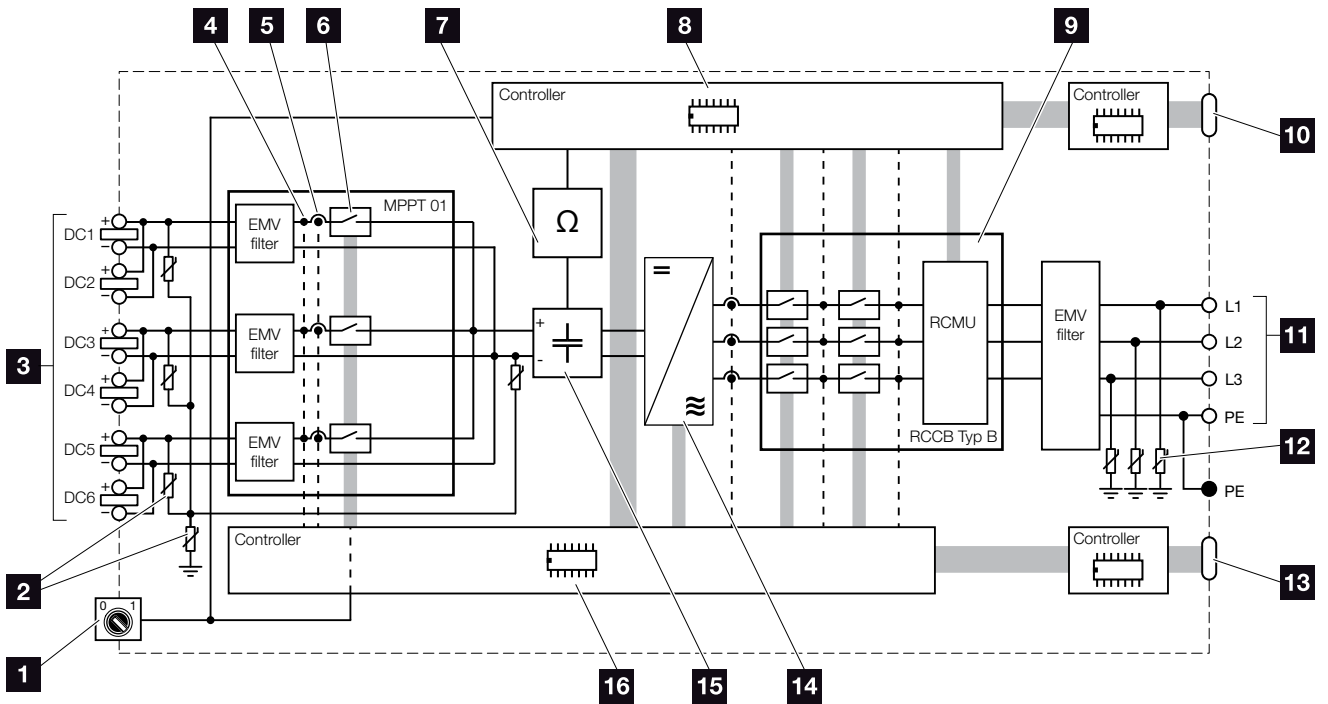 4 5 6 7 8 9
Controller
Controller
10
MPPT 01
EMV
filter
Ω
+
DC1
−
+
DC2
−
=
RCMU
EMV
filter
L1
11
3
+
DC3
−
EMV
filter
+
-
L2
+
DC4
−
≋
L3
+
DC5
−
EMV
filter
RCCB Typ B
PE
12
+
DC6
−
PE
2
Controller
Controller
13
0 1
1
16 15 14